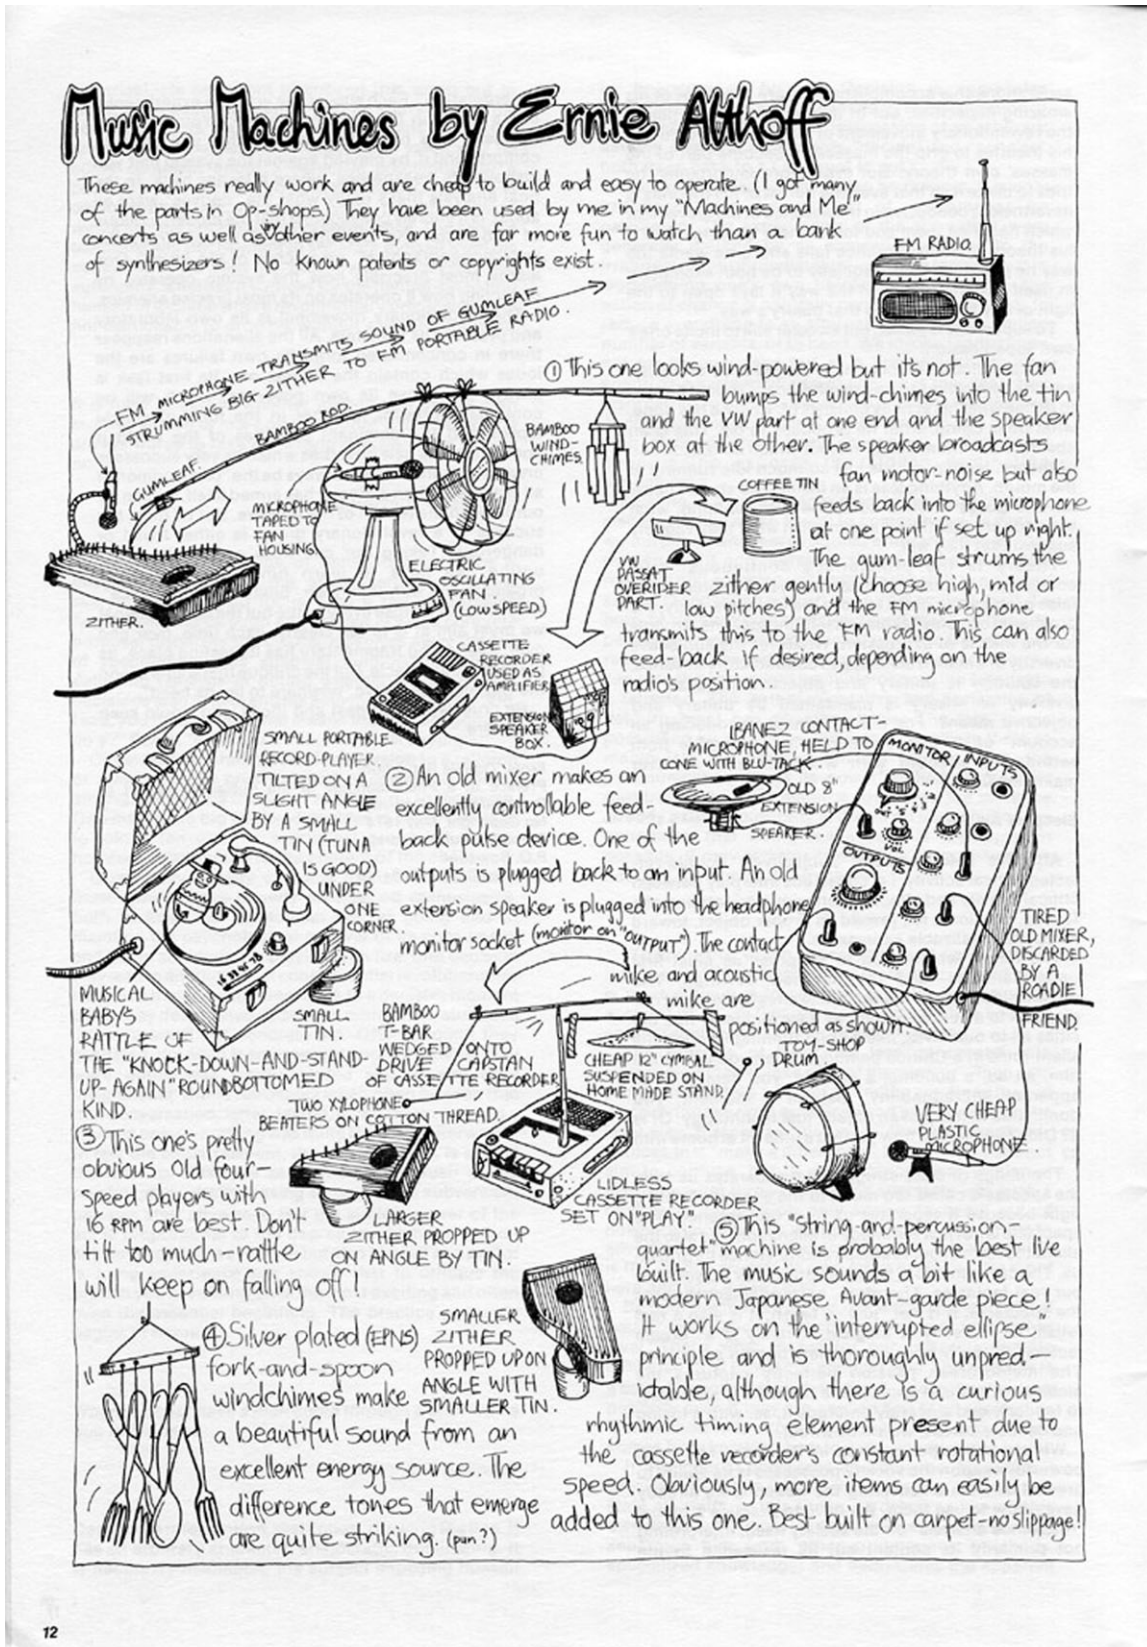 Music Machines by Ernie Althoff
These machines really work and are cheap to build and easy to operate. (I got many
of the parts in Op-shops.) They have been used by me in my "Machines and Me"
concerts as well as other events, and are far more fun to watch than a bank
of synthesizers! No known patents or copyrights exist.
FM RADIO.
FM MICROPHONE TRANSMITS SOUND OF GUMLEAF
STRUMMING BIG ZITHER TO FM PORTABLE RADIO.
BAMBOO ROD.
GUMLEAF.
ZITHER.
MICROPHONE
TAPED TO
FAN
HOUSING.
ELECTRIC
OSCILLATING
FAN.
(LOW SPEED)
BAMBOO
WIND-
CHIMES.
COFFEE TIN
VW
PASSAT
OVERIDER
PART.
CASSETTE
RECORDER
USED AS
AMPLIFIER
EXTENSION
SPEAKER
BOX.
① This one looks wind-powered but it's not. The fan
bumps the wind-chimes into the tin
and the VW part at one end and the speaker
box at the other. The speaker broadcasts
fan motor-noise but also
feeds back into the microphone
at one point if set up right.
The gum-leaf strums the
zither gently (choose high, mid or
low pitches) and the FM microphone
transmits this to the FM radio. This can also
feed-back if desired, depending on the
radio's position.
SMALL PORTABLE
RECORD-PLAYER.
TILTED ON A
SLIGHT ANGLE
BY A SMALL
TIN (TUNA
IS GOOD)
UNDER
ONE
CORNER.
16 33 45 78
② An old mixer makes an
excellently controllable feed-
back pulse device. One of the
outputs is plugged back to an input. An old
extension speaker is plugged into the headphone
monitor socket (monitor on "OUTPUT"). The contact
mike and acoustic
mike are
positioned as shown.
IBANEZ CONTACT-
MICROPHONE, HELD TO
CONE WITH BLU-TACK.
OLD 8"
EXTENSION
SPEAKER.
MONITOR
INPUTS
VOL
OUTPUTS
TIRED
OLD MIXER,
DISCARDED
BY A
ROADIE
FRIEND.
MUSICAL
BABY'S
RATTLE OF
THE "KNOCK-DOWN-AND-STAND-
UP-AGAIN" ROUNDBOTTOMED
KIND.
SMALL
TIN.
BAMBOO
T-BAR
WEDGED ONTO
DRIVE CAPSTAN
OF CASSETTE RECORDER
TWO XYLOPHONE
BEATERS ON COTTON THREAD.
CHEAP 12" CYMBAL
SUSPENDED ON
HOME MADE STAND.
TOY-SHOP
DRUM
VERY CHEAP
PLASTIC
MICROPHONE.
③ This one's pretty
obvious Old four-
speed players with
16 RPM are best. Don't
tilt too much-rattle
will keep on falling off!
LARGER
ZITHER PROPPED UP
ON ANGLE BY TIN.
LIDLESS
CASSETTE RECORDER
SET ON "PLAY".
④ Silver plated (EPNS)
fork-and-spoon
windchimes make
a beautiful sound from an
excellent energy source. The
difference tones that emerge
are quite striking. (pun?)
SMALLER
ZITHER
PROPPED UP ON
ANGLE WITH
SMALLER TIN.
⑤ This "string-and-percussion-
quartet" machine is probably the best I've
built. The music sounds a bit like a
modern Japanese Avant-garde piece!
It works on the "interrupted ellipse"
principle and is thoroughly unpred-
ictable, although there is a curious
rhythmic timing element present due to
the cassette recorder's constant rotational
speed. Obviously, more items can easily be
added to this one. Best built on carpet-no slippage!
12